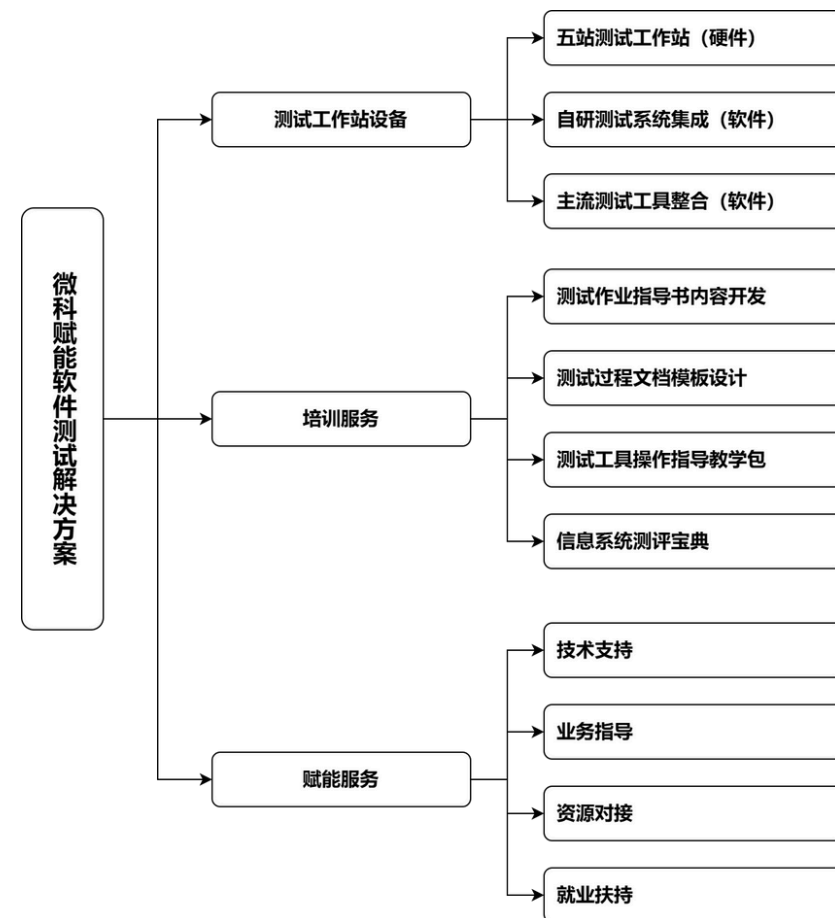 微科赋能软件测试解决方案
测试工作站设备
五站测试工作站（硬件）
自研测试系统集成（软件）
主流测试工具整合（软件）
培训服务
测试作业指导书内容开发
测试过程文档模板设计
测试工具操作指导教学包
信息系统测评宝典
赋能服务
技术支持
业务指导
资源对接
就业扶持